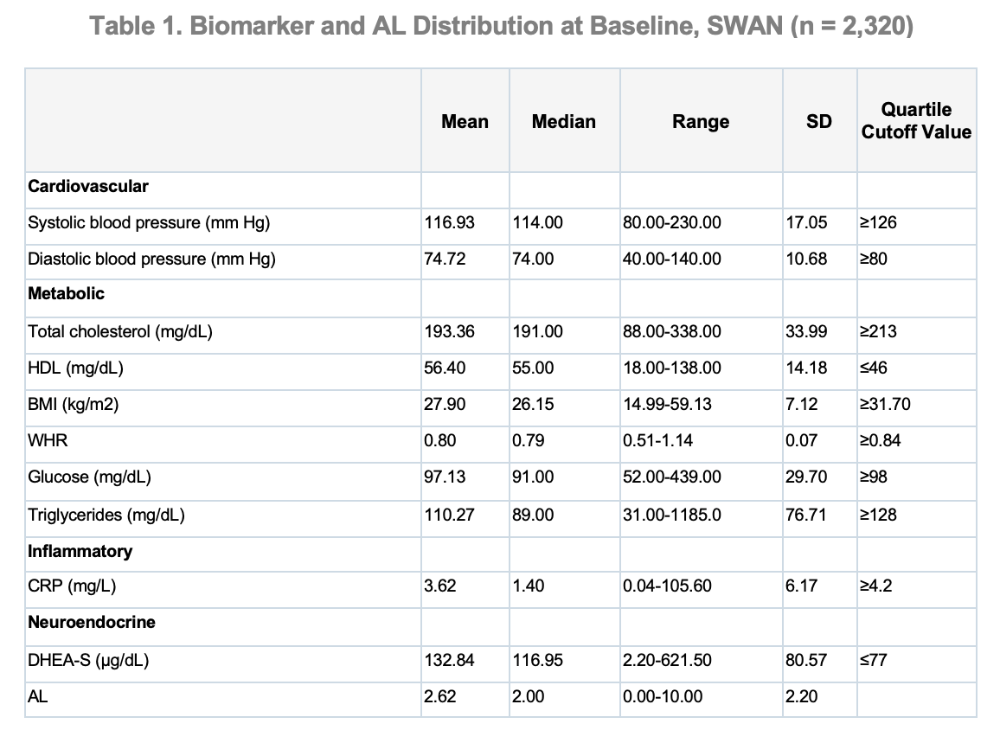 Table 1. Biomarker and AL Distribution at Baseline, SWAN (n = 2,320)
Mean Median Range SD Quartile Cutoff Value
Cardiovascular
Systolic blood pressure (mm Hg) 116.93 114.00 80.00-230.00 17.05 ≥126
Diastolic blood pressure (mm Hg) 74.72 74.00 40.00-140.00 10.68 ≥80
Metabolic
Total cholesterol (mg/dL) 193.36 191.00 88.00-338.00 33.99 ≥213
HDL (mg/dL) 56.40 55.00 18.00-138.00 14.18 ≤46
BMI (kg/m2) 27.90 26.15 14.99-59.13 7.12 ≥31.70
WHR 0.80 0.79 0.51-1.14 0.07 ≥0.84
Glucose (mg/dL) 97.13 91.00 52.00-439.00 29.70 ≥98
Triglycerides (mg/dL) 110.27 89.00 31.00-1185.0 76.71 ≥128
Inflammatory
CRP (mg/L) 3.62 1.40 0.04-105.60 6.17 ≥4.2
Neuroendocrine
DHEA-S (µg/dL) 132.84 116.95 2.20-621.50 80.57 ≤77
AL 2.62 2.00 0.00-10.00 2.20